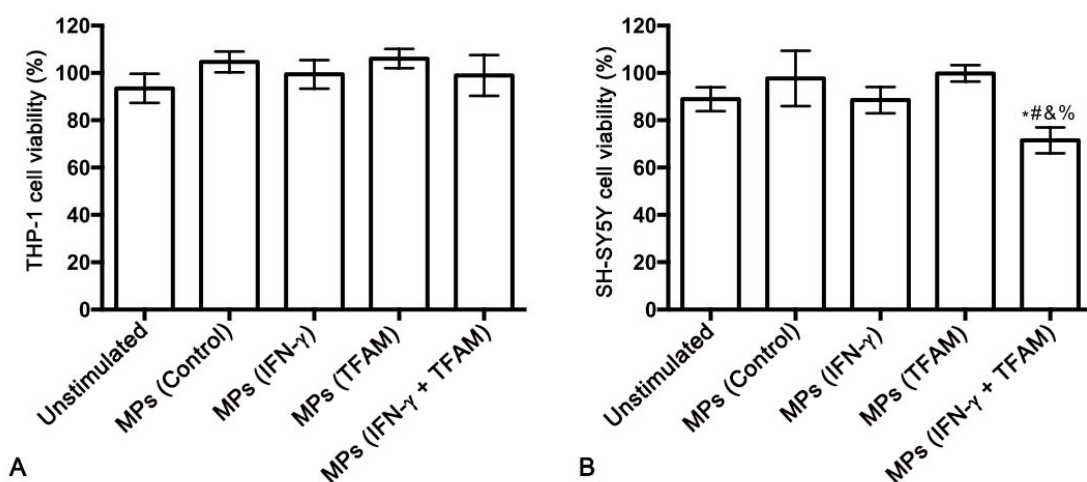 THP-1 cell viability (%)
120
100
80
60
40
20
0
Unstimulated
MPs (Control)
MPs (IFN-γ)
MPs (TFAM)
MPs (IFN-γ + TFAM)
A
SH-SY5Y cell viability (%)
120
100
80
60
40
20
0
*#&%
Unstimulated
MPs (Control)
MPs (IFN-γ)
MPs (TFAM)
MPs (IFN-γ + TFAM)
B